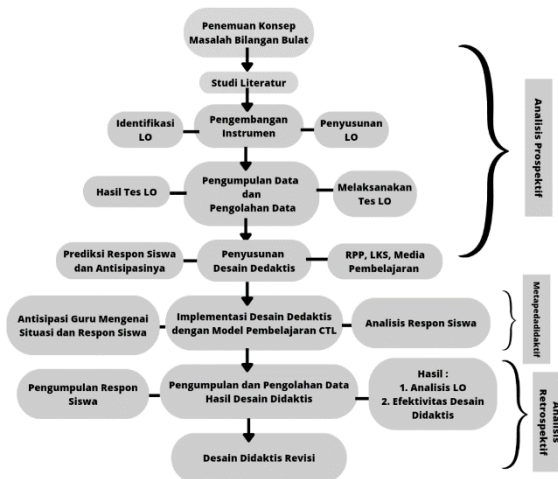 Penemuan Konsep
Masalah Bilangan Bulat
Studi Literatur
Identifikasi
LO
Pengembangan
Instrumen
Penyusunan
LO
Hasil Tes LO
Pengumpulan Data
dan
Pengolahan Data
Melaksanakan
Tes LO
Prediksi Respon Siswa
dan Antisipasinya
Penyusunan
Desain Dedaktis
RPP, LKS, Media
Pembelajaran
Analisis Prospektif
Antisipasi Guru Mengenai
Situasi dan Respon Siswa
Implementasi Desain Dedaktis
dengan Model Pembelajaran CTL
Analisis Respon Siswa
Metapedadidaktif
Pengumpulan Respon
Siswa
Pengumpulan dan Pengolahan Data
Hasil Desain Didaktis
Hasil :
1. Analisis LO
2. Efektivitas Desain
Didaktis
Analisis
Retrospektif
Desain Didaktis Revisi